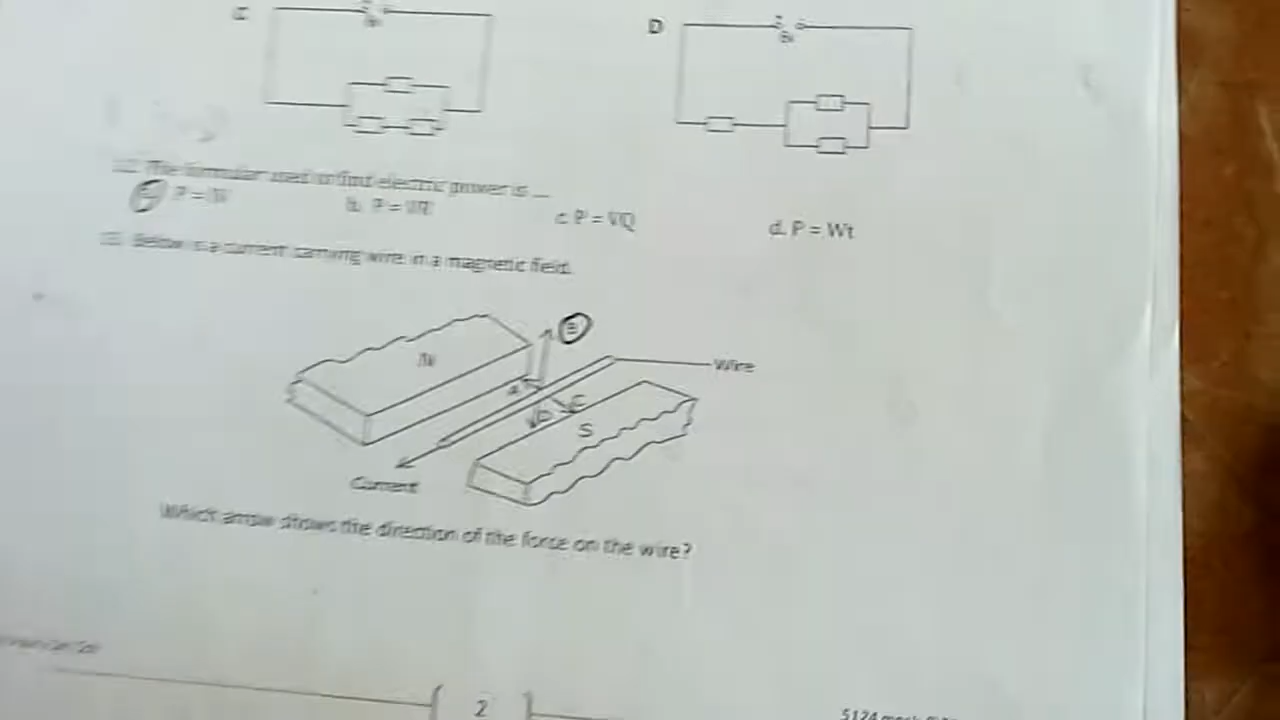 C
D
The formular used to find electric power is ...
P = IV
b. P = c. P = VQ d. P = Wt
Below is a current carrying wire in a magnetic field.
B
N
Wire
A
C
D
S
Current
Which arrow shows the direction of the force on the wire?
2
5124